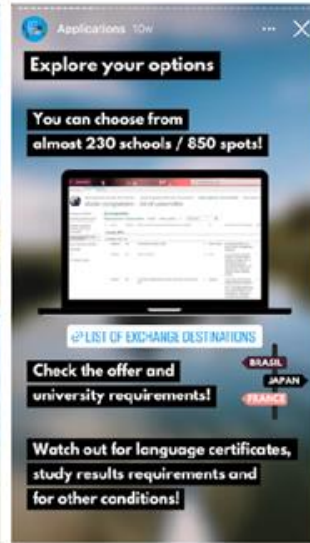 Applications 10w
Explore your options
You can choose from
almost 230 schools / 850 spots!
LIST OF EXCHANGE DESTINATIONS
BRASIL
JAPAN
FRANCE
Check the offer and
university requirements!
Watch out for language certificates,
study results requirements and
for other conditions!